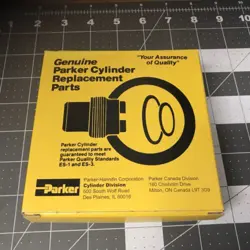 Genuine
Parker Cylinder
Replacement
Parts
"Your Assurance
of Quality"
Parker Cylinder
replacement parts are
guaranteed to meet
Parker Quality Standards
ES-1 and ES-3.
Parker
Parker-Hannifin Corporation
Cylinder Division
500 South Wolf Road
Des Plaines, IL 60016
Parker Canada Division
160 Chisholm Drive
Milton, ON Canada L9T